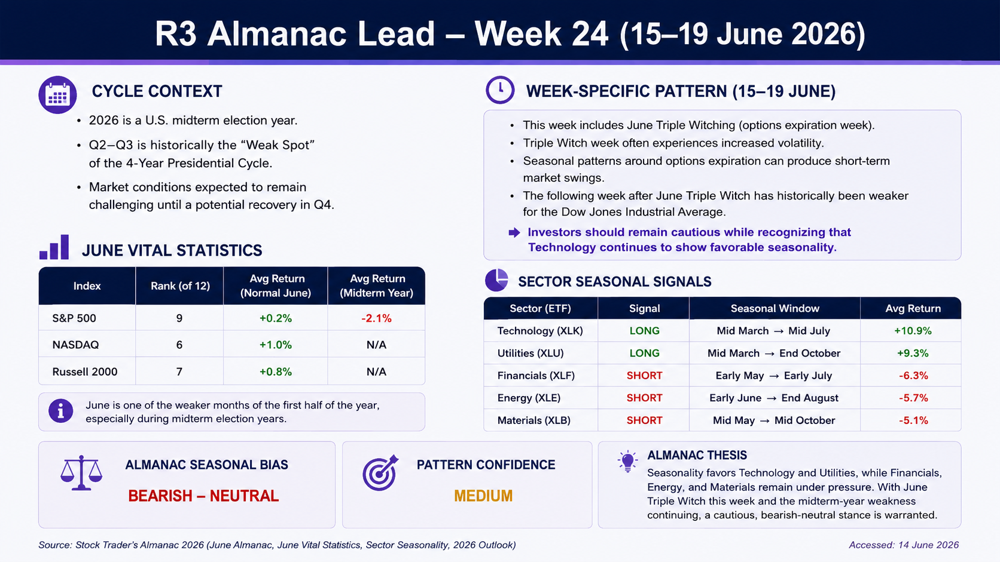 R3 Almanac Lead – Week 24 (15–19 June 2026)
CYCLE CONTEXT
• 2026 is a U.S. midterm election year.
• Q2–Q3 is historically the “Weak Spot”
of the 4-Year Presidential Cycle.
• Market conditions expected to remain
challenging until a potential recovery in Q4.
JUNE VITAL STATISTICS
Index Rank (of 12) Avg Return (Normal June) Avg Return (Midterm Year)
S&P 500 9 +0.2% -2.1%
NASDAQ 6 +1.0% N/A
Russell 2000 7 +0.8% N/A
June is one of the weaker months of the first half of the year,
especially during midterm election years.
WEEK-SPECIFIC PATTERN (15–19 JUNE)
• This week includes June Triple Witching (options expiration week).
• Triple Witch week often experiences increased volatility.
• Seasonal patterns around options expiration can produce short-term
market swings.
• The following week after June Triple Witch has historically been weaker
for the Dow Jones Industrial Average.
Investors should remain cautious while recognizing that
Technology continues to show favorable seasonality.
SECTOR SEASONAL SIGNALS
Sector (ETF) Signal Seasonal Window Avg Return
Technology (XLK) LONG Mid March → Mid July +10.9%
Utilities (XLU) LONG Mid March → End October +9.3%
Financials (XLF) SHORT Early May → Early July -6.3%
Energy (XLE) SHORT Early June → End August -5.7%
Materials (XLB) SHORT Mid May → Mid October -5.1%
ALMANAC SEASONAL BIAS
BEARISH – NEUTRAL
PATTERN CONFIDENCE
MEDIUM
ALMANAC THESIS
Seasonality favors Technology and Utilities, while Financials,
Energy, and Materials remain under pressure. With June
Triple Witch this week and the midterm-year weakness
continuing, a cautious, bearish-neutral stance is warranted.
Source: Stock Trader’s Almanac 2026 (June Almanac, June Vital Statistics, Sector Seasonality, 2026 Outlook)
Accessed: 14 June 2026